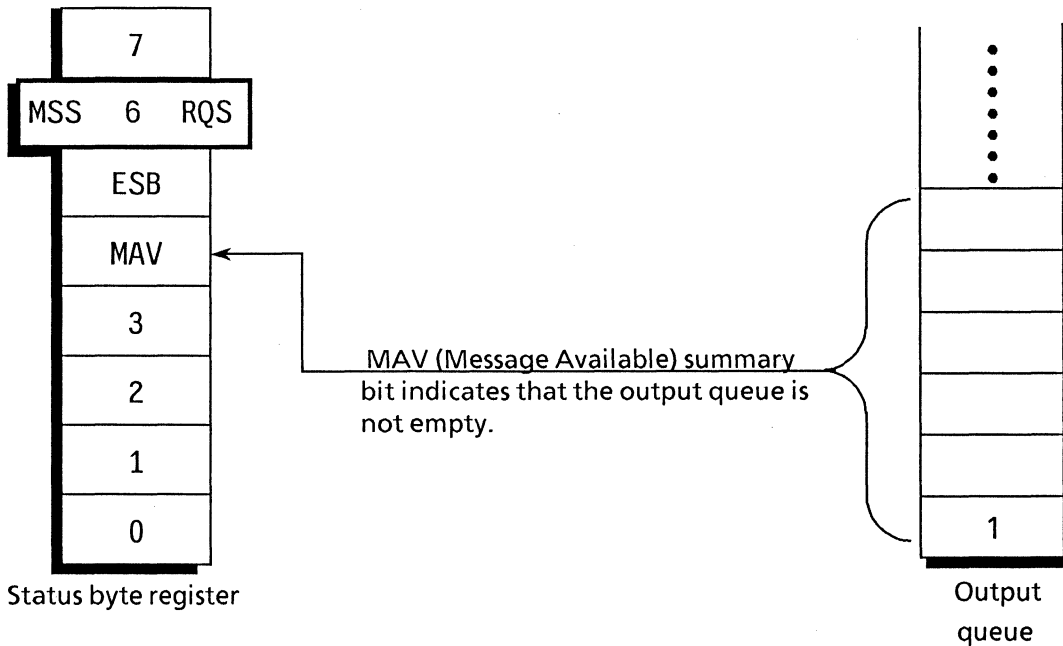 7
MSS 6 RQS
ESB
MAV
3
2
1
0
Status byte register
MAV (Message Available) summary
bit indicates that the output queue is
not empty.
1
Output
queue